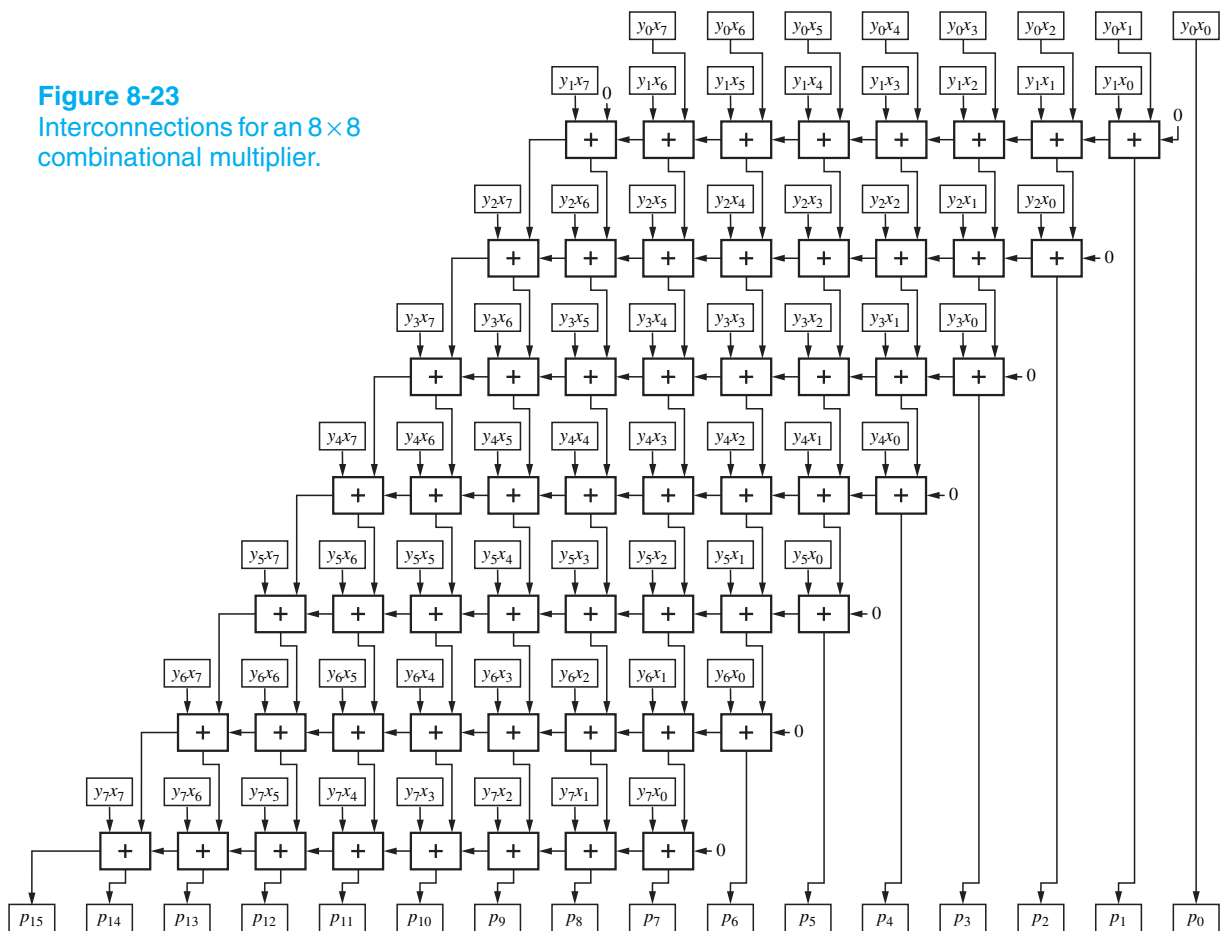 y₀x₇ y₀x₆ y₀x₅ y₀x₄ y₀x₃ y₀x₂ y₀x₁ y₀x₀
Figure 8-23
Interconnections for an 8×8
combinational multiplier.
y₁x₇ 0 y₁x₆ y₁x₅ y₁x₄ y₁x₃ y₁x₂ y₁x₁ y₁x₀ 0
+ + + + + + + +
y₂x₇ y₂x₆ y₂x₅ y₂x₄ y₂x₃ y₂x₂ y₂x₁ y₂x₀
+ + + + + + + + 0
y₃x₇ y₃x₆ y₃x₅ y₃x₄ y₃x₃ y₃x₂ y₃x₁ y₃x₀
+ + + + + + + + 0
y₄x₇ y₄x₆ y₄x₅ y₄x₄ y₄x₃ y₄x₂ y₄x₁ y₄x₀
+ + + + + + + + 0
y₅x₇ y₅x₆ y₅x₅ y₅x₄ y₅x₃ y₅x₂ y₅x₁ y₅x₀
+ + + + + + + + 0
y₆x₇ y₆x₆ y₆x₅ y₆x₄ y₆x₃ y₆x₂ y₆x₁ y₆x₀
+ + + + + + + + 0
y₇x₇ y₇x₆ y₇x₅ y₇x₄ y₇x₃ y₇x₂ y₇x₁ y₇x₀
+ + + + + + + + 0
p₁₅ p₁₄ p₁₃ p₁₂ p₁₁ p₁₀ p₉ p₈ p₇ p₆ p₅ p₄ p₃ p₂ p₁ p₀